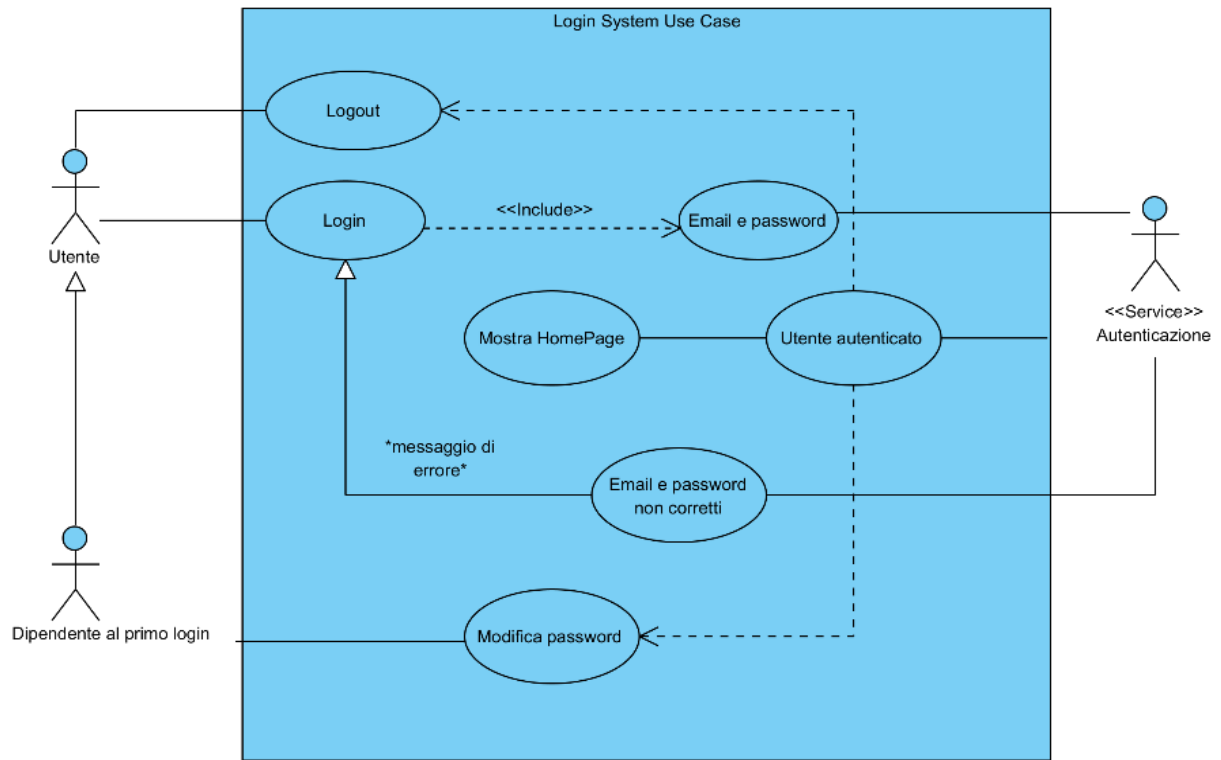 Login System Use Case
Logout
Login
<<Include>>
Email e password
Utente
Mostra HomePage
Utente autenticato
<<Service>>
Autenticazione
*messaggio di
errore*
Email e password
non corretti
Dipendente al primo login
Modifica password